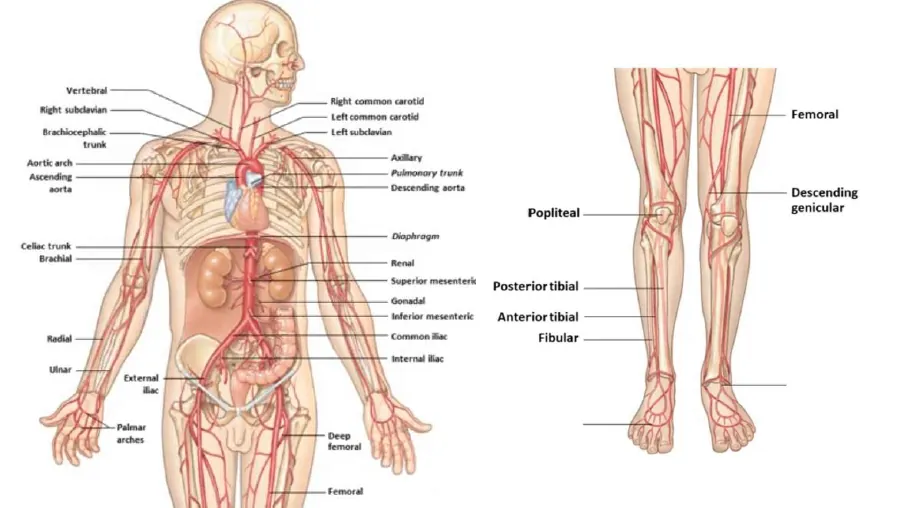 Vertebral
Right subclavian
Brachiocephalic
trunk
Aortic arch
Ascending
aorta
Celiac trunk
Brachial
Radial
Ulnar
External
iliac
Palmar
arches
Right common carotid
Left common carotid
Left subclavian
Axillary
Pulmonary trunk
Descending aorta
Diaphragm
Renal
Superior mesenteric
Gonadal
Inferior mesenteric
Common iliac
Internal iliac
Deep
femoral
Femoral
Popliteal
Posterior tibial
Anterior tibial
Fibular
Femoral
Descending
genicular